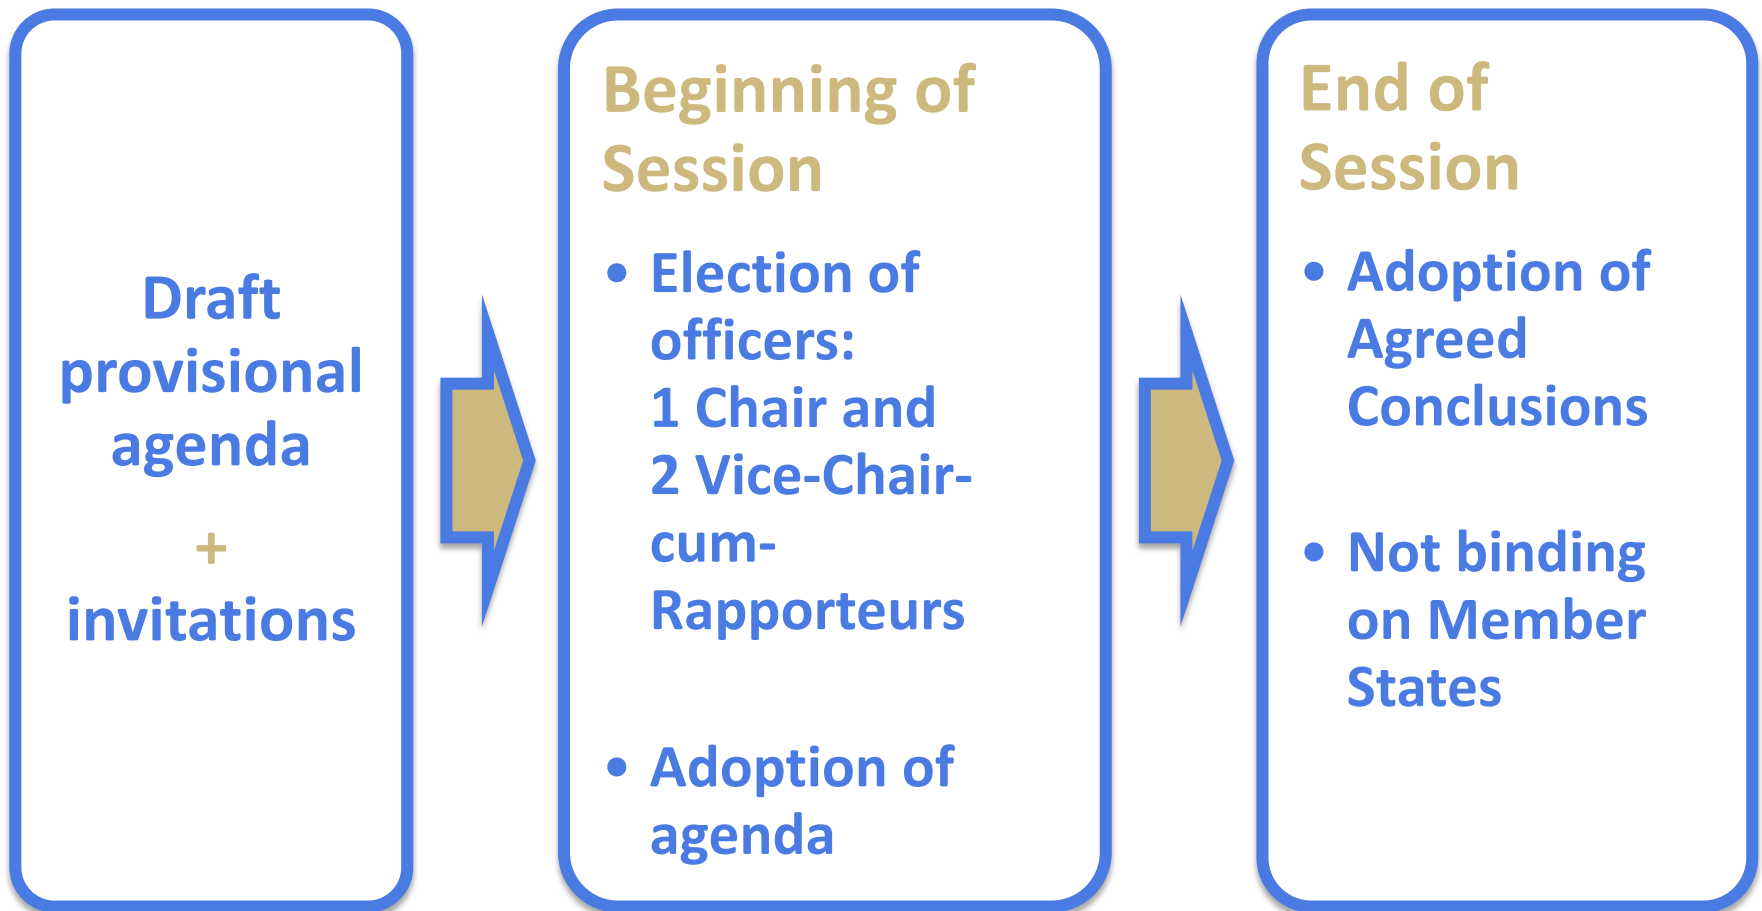 Draft
provisional
agenda
+
invitations
Beginning of
Session
• Election of
officers:
1 Chair and
2 Vice-Chair-
cum-
Rapporteurs
• Adoption of
agenda
End of
Session
• Adoption of
Agreed
Conclusions
• Not binding
on Member
States